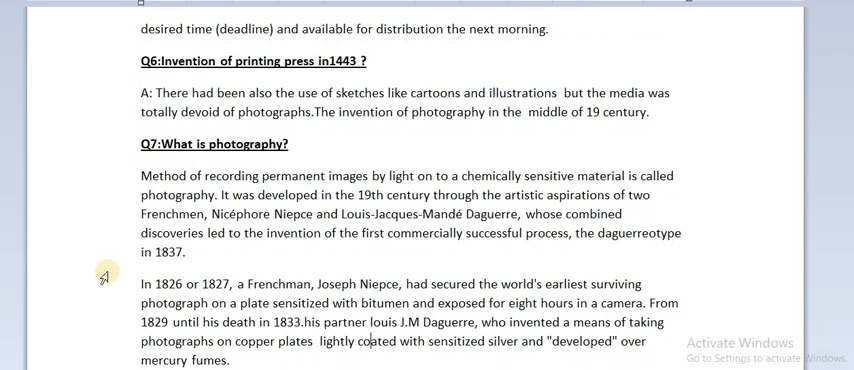 desired time (deadline) and available for distribution the next morning.
Q6:Invention of printing press in1443 ?
A: There had been also the use of sketches like cartoons and illustrations  but the media was
totally devoid of photographs.The invention of photography in the  middle of 19 century.
Q7:What is photography?
Method of recording permanent images by light on to a chemically sensitive material is called
photography. It was developed in the 19th century through the artistic aspirations of two
Frenchmen, Nicéphore Niepce and Louis-Jacques-Mandé Daguerre, whose combined
discoveries led to the invention of the first commercially successful process, the daguerreotype
in 1837.
In 1826 or 1827, a Frenchman, Joseph Niepce, had secured the world's earliest surviving
photograph on a plate sensitized with bitumen and exposed for eight hours in a camera. From
1829 until his death in 1833.his partner louis J.M Daguerre, who invented a means of taking
photographs on copper plates  lightly coated with sensitized silver and "developed" over
mercury fumes.
Activate Windows
Go to Settings to activate Windows.